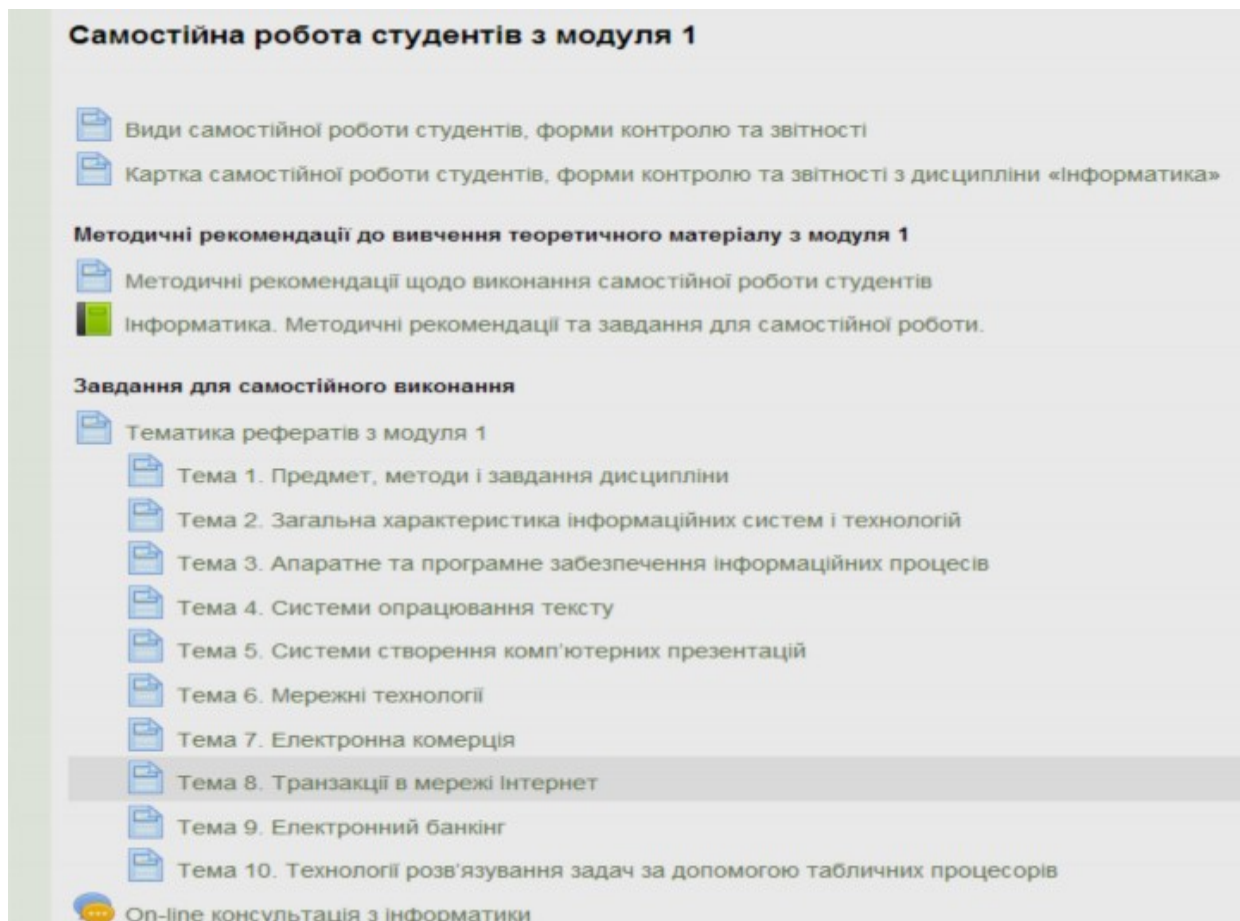 Самостійна робота студентів з модуля 1
Види самостійної роботи студентів, форми контролю та звітності
Картка самостійної роботи студентів, форми контролю та звітності з дисципліни «Інформатика»
Методичні рекомендації до вивчення теоретичного матеріалу з модуля 1
Методичні рекомендації щодо виконання самостійної роботи студентів
Інформатика. Методичні рекомендації та завдання для самостійної роботи.
Завдання для самостійного виконання
Тематика рефератів з модуля 1
Тема 1. Предмет, методи і завдання дисципліни
Тема 2. Загальна характеристика інформаційних систем і технологій
Тема 3. Апаратне та програмне забезпечення інформаційних процесів
Тема 4. Системи опрацювання тексту
Тема 5. Системи створення комп'ютерних презентацій
Тема 6. Мережні технології
Тема 7. Електронна комерція
Тема 8. Транзакції в мережі Інтернет
Тема 9. Електронний банкінг
Тема 10. Технології розв'язування задач за допомогою табличних процесорів
On-line консультація з інформатики